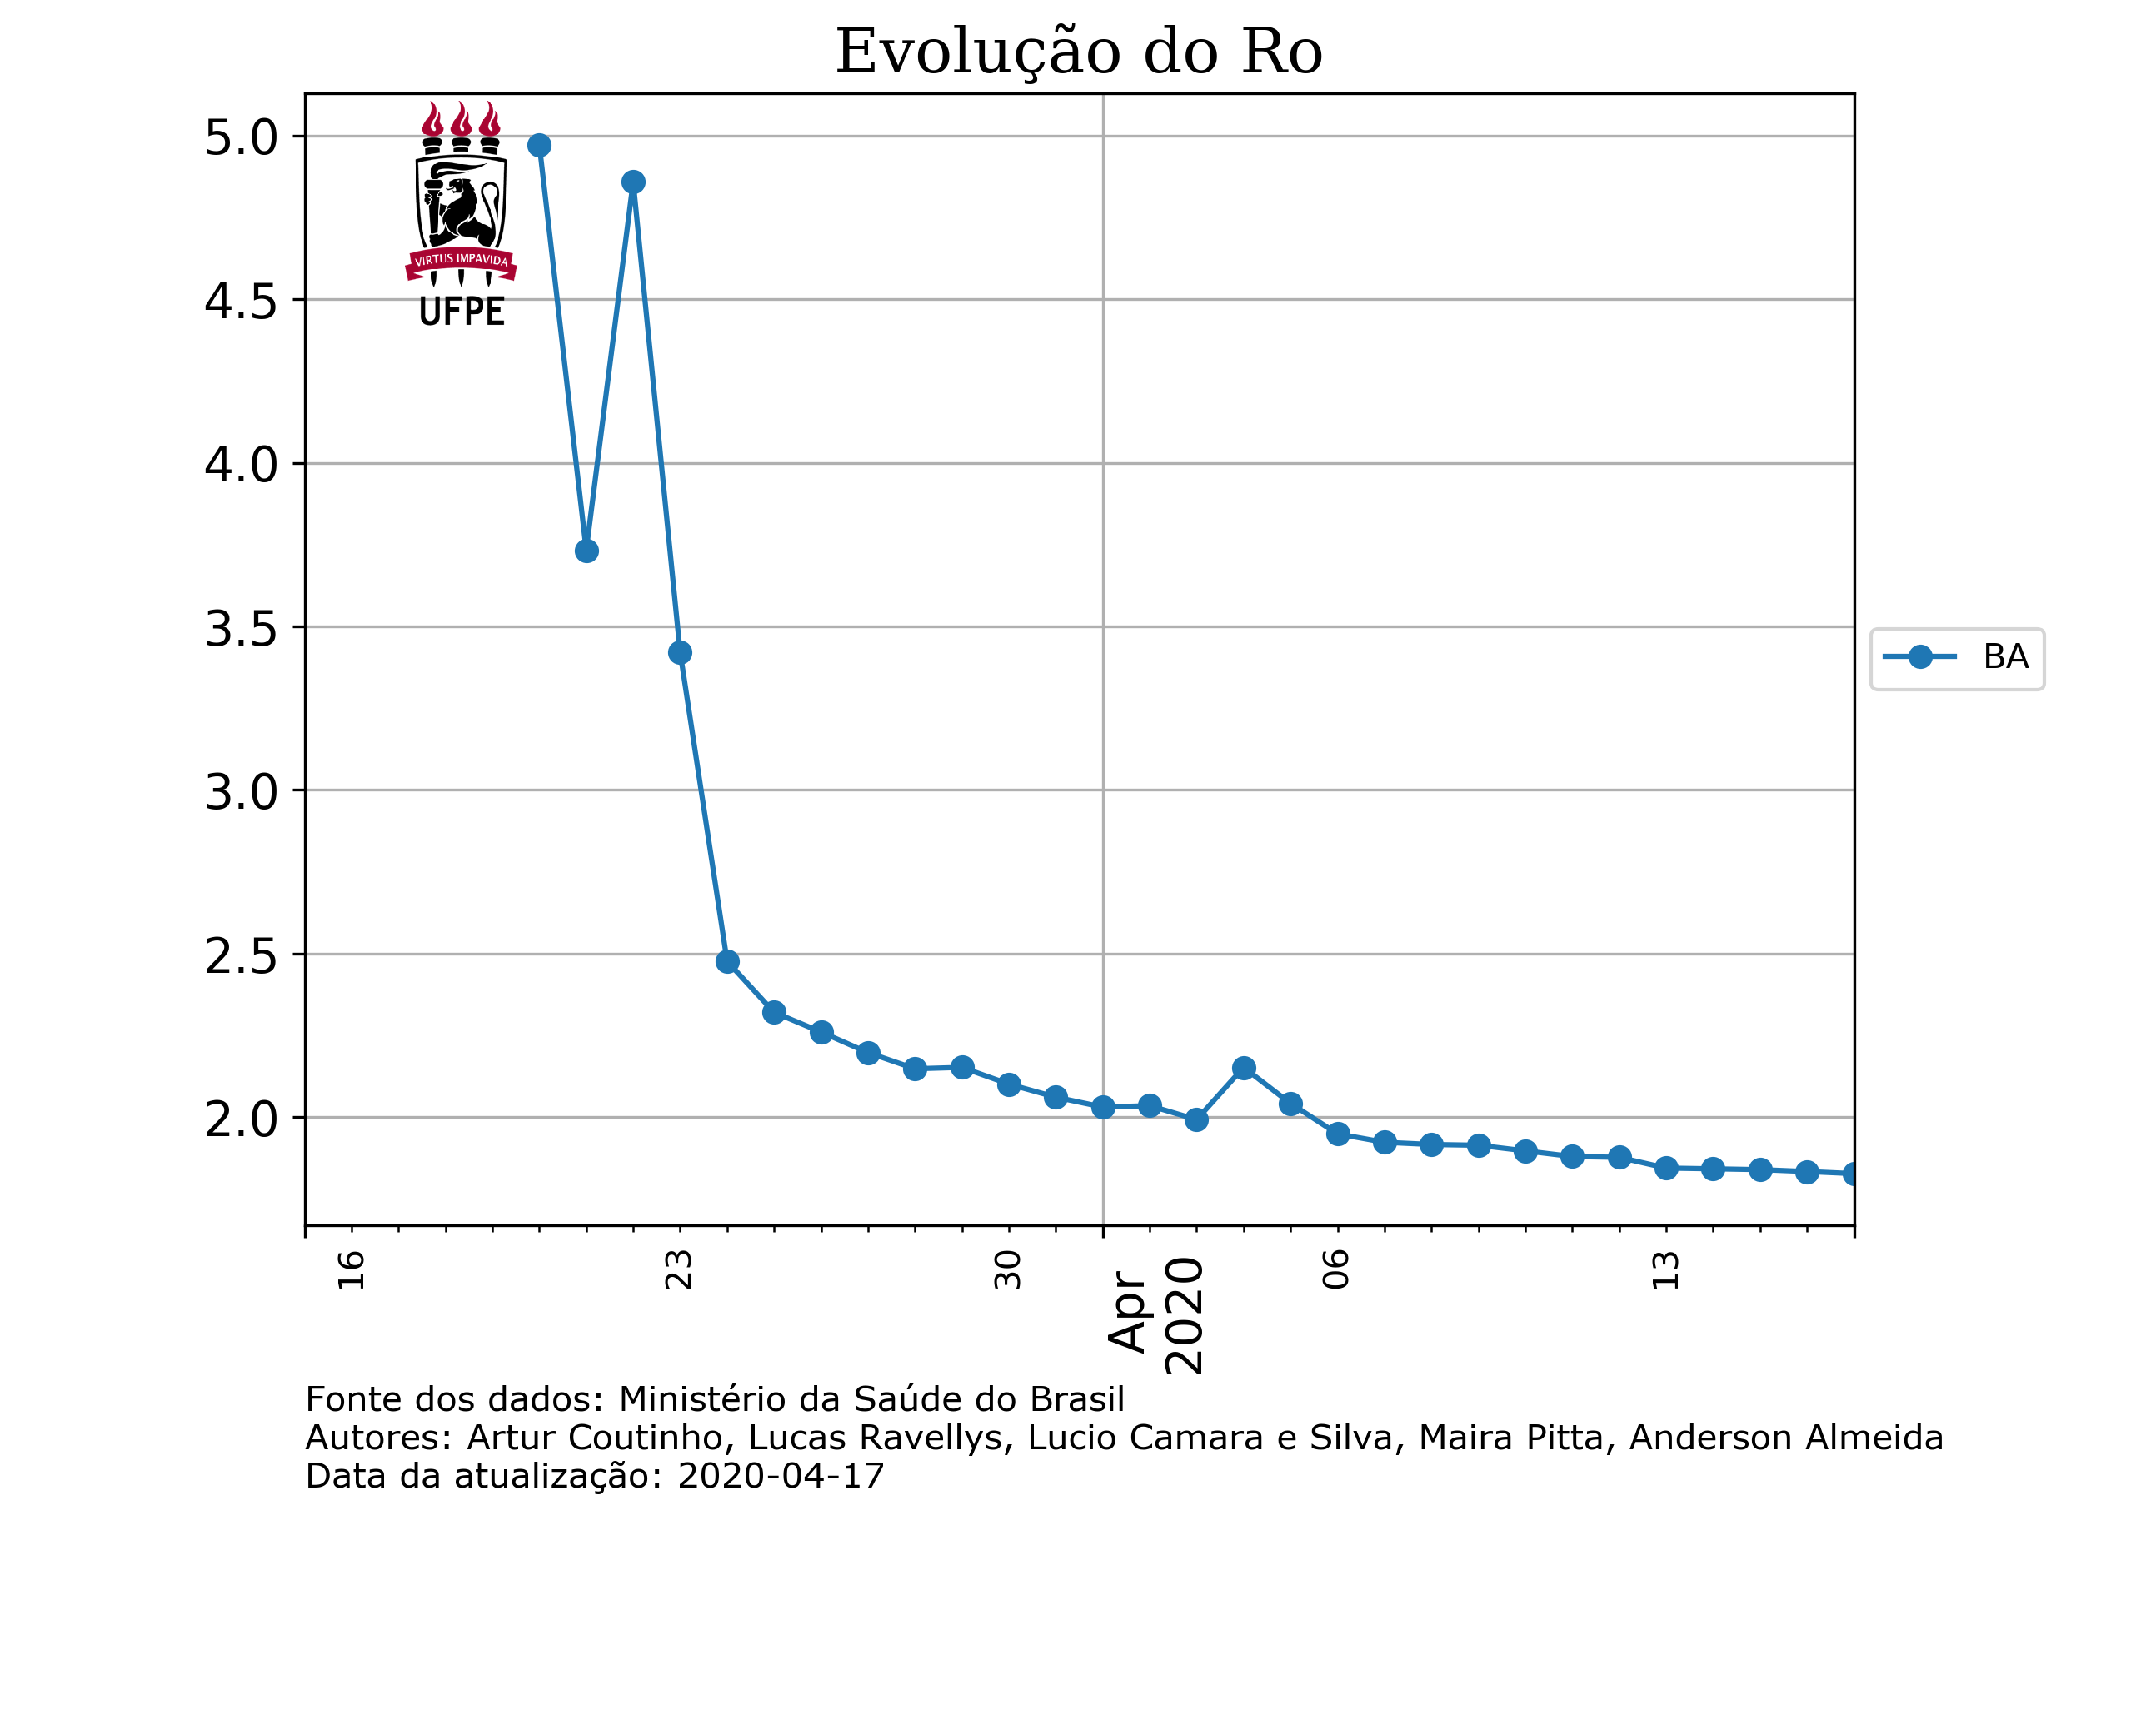 Evolução do Ro
5.0
4.5
4.0
3.5
3.0
2.5
2.0
VIRTUS IMPAVIDA
UFPE
BA
16
23
30
Apr
2020
06
13
Fonte dos dados: Ministério da Saúde do Brasil
Autores: Artur Coutinho, Lucas Ravellys, Lucio Camara e Silva, Maira Pitta, Anderson Almeida
Data da atualização: 2020-04-17